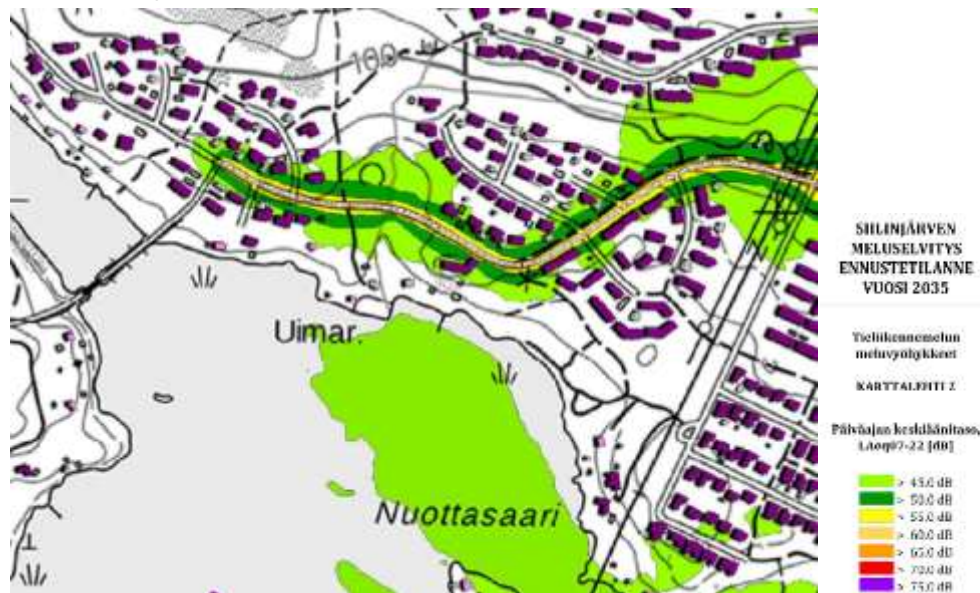 100
Uimar.
Nuottasaari
SIILINJÄRVEN
MELUSELVITYS
ENNUSTETILANNE
VUOSI 2035
Tieliikennemelun
meluvyöhykkeet
KARTTALEHTI 2
Päiväajan keskiäänitaso,
LAeq07-22 [dB]
> 45.0 dB
> 50.0 dB
> 55.0 dB
> 60.0 dB
> 65.0 dB
> 70.0 dB
> 75.0 dB